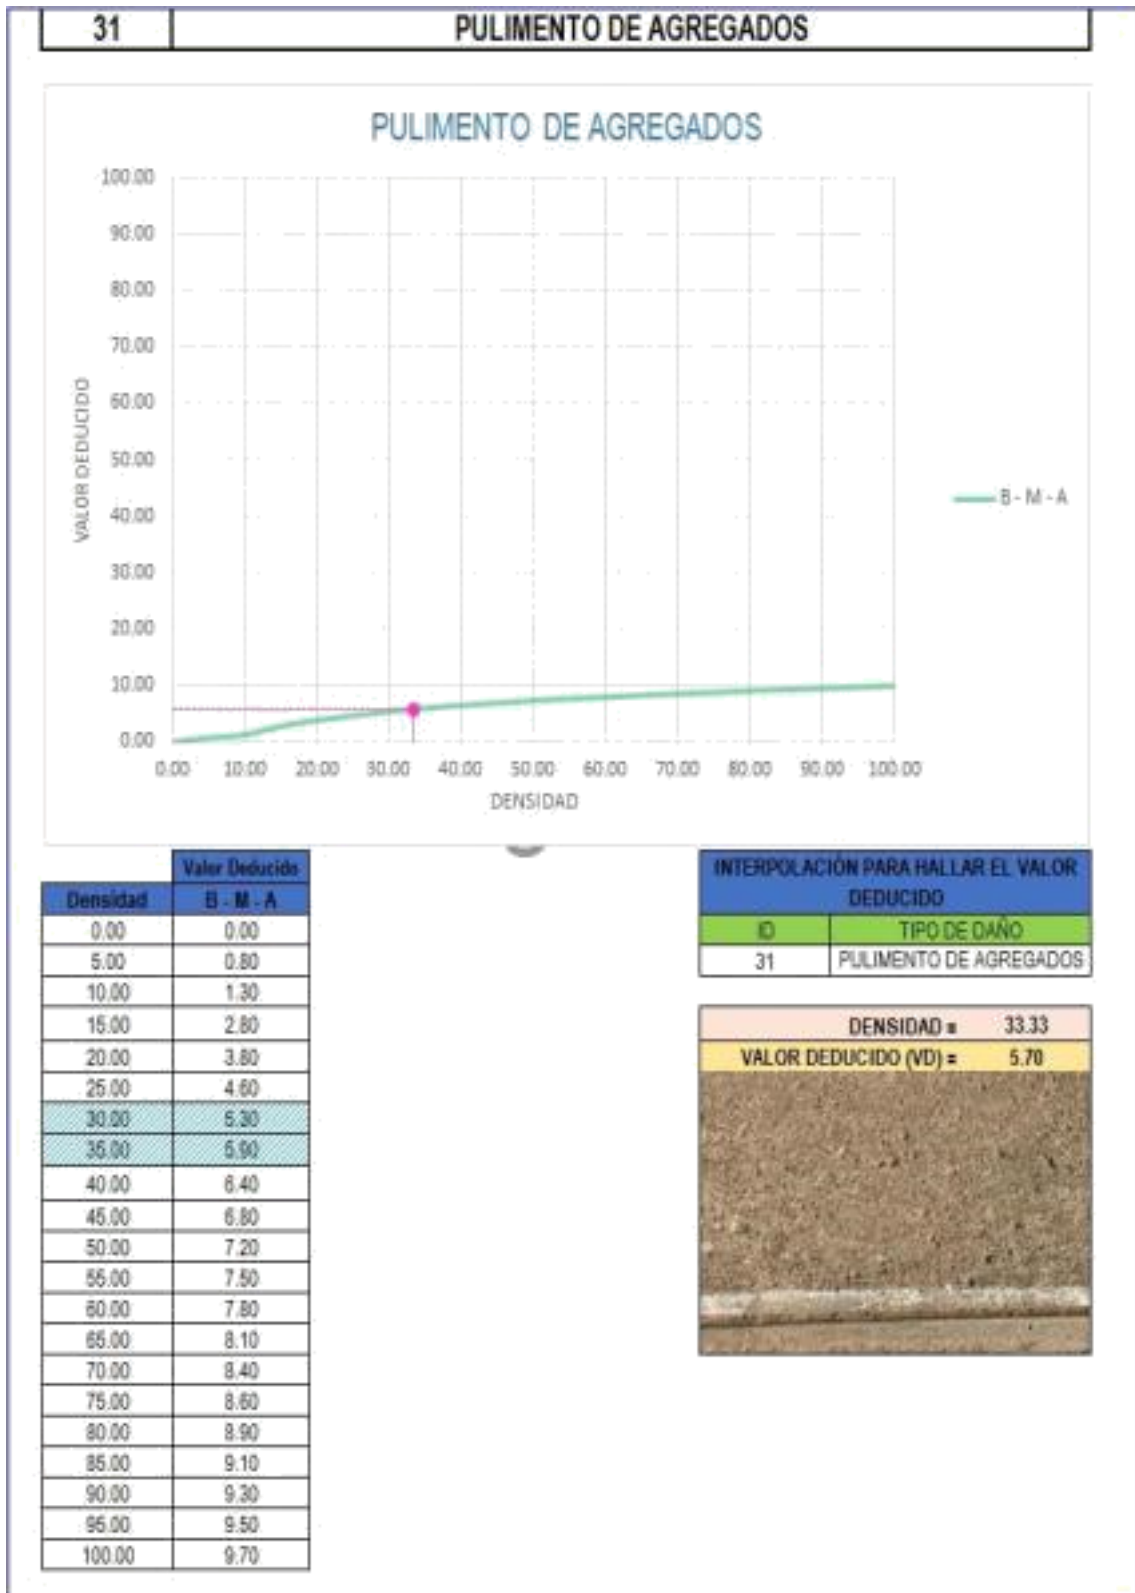 31 PULIMENTO DE AGREGADOS
PULIMENTO DE AGREGADOS
100.00
90.00
80.00
70.00
60.00
50.00
40.00
30.00
20.00
10.00
0.00
VALOR DEDUCIDO
0.00 10.00 20.00 30.00 40.00 50.00 60.00 70.00 80.00 90.00 100.00
DENSIDAD
B - M - A
Valor Deducido
Densidad B - M - A
0.00 0.00
5.00 0.80
10.00 1.30
15.00 2.80
20.00 3.80
25.00 4.60
30.00 5.30
35.00 5.90
40.00 6.40
45.00 6.80
50.00 7.20
55.00 7.50
60.00 7.80
65.00 8.10
70.00 8.40
75.00 8.60
80.00 8.90
85.00 9.10
90.00 9.30
95.00 9.50
100.00 9.70
INTERPOLACIÓN PARA HALLAR EL VALOR
DEDUCIDO
ID TIPO DE DAÑO
31 PULIMENTO DE AGREGADOS
DENSIDAD = 33.33
VALOR DEDUCIDO (VD) = 5.70